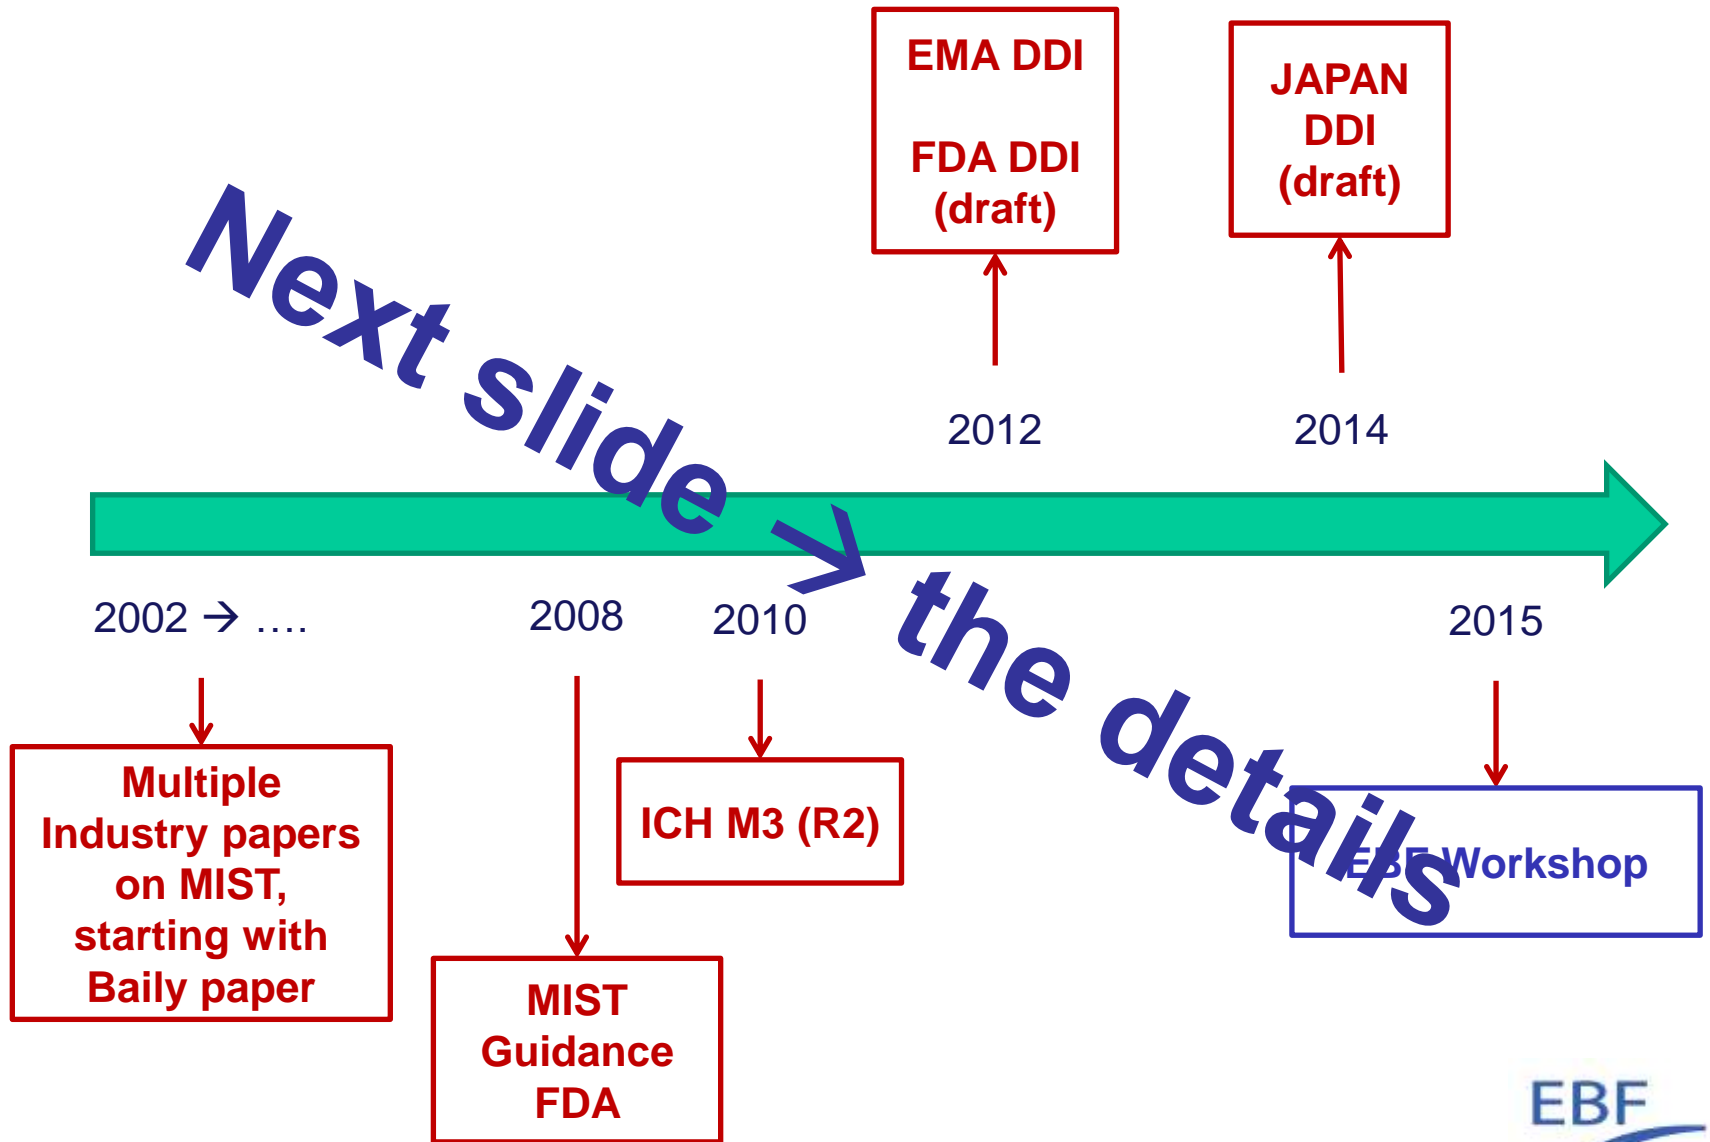 EMA DDI
FDA DDI
(draft)
JAPAN
DDI
(draft)
Next slide → the details
2012
2014
2002 → ....
2008
2010
2015
Multiple
Industry papers
on MIST,
starting with
Baily paper
MIST
Guidance
FDA
ICH M3 (R2)
EBF Workshop
EBF